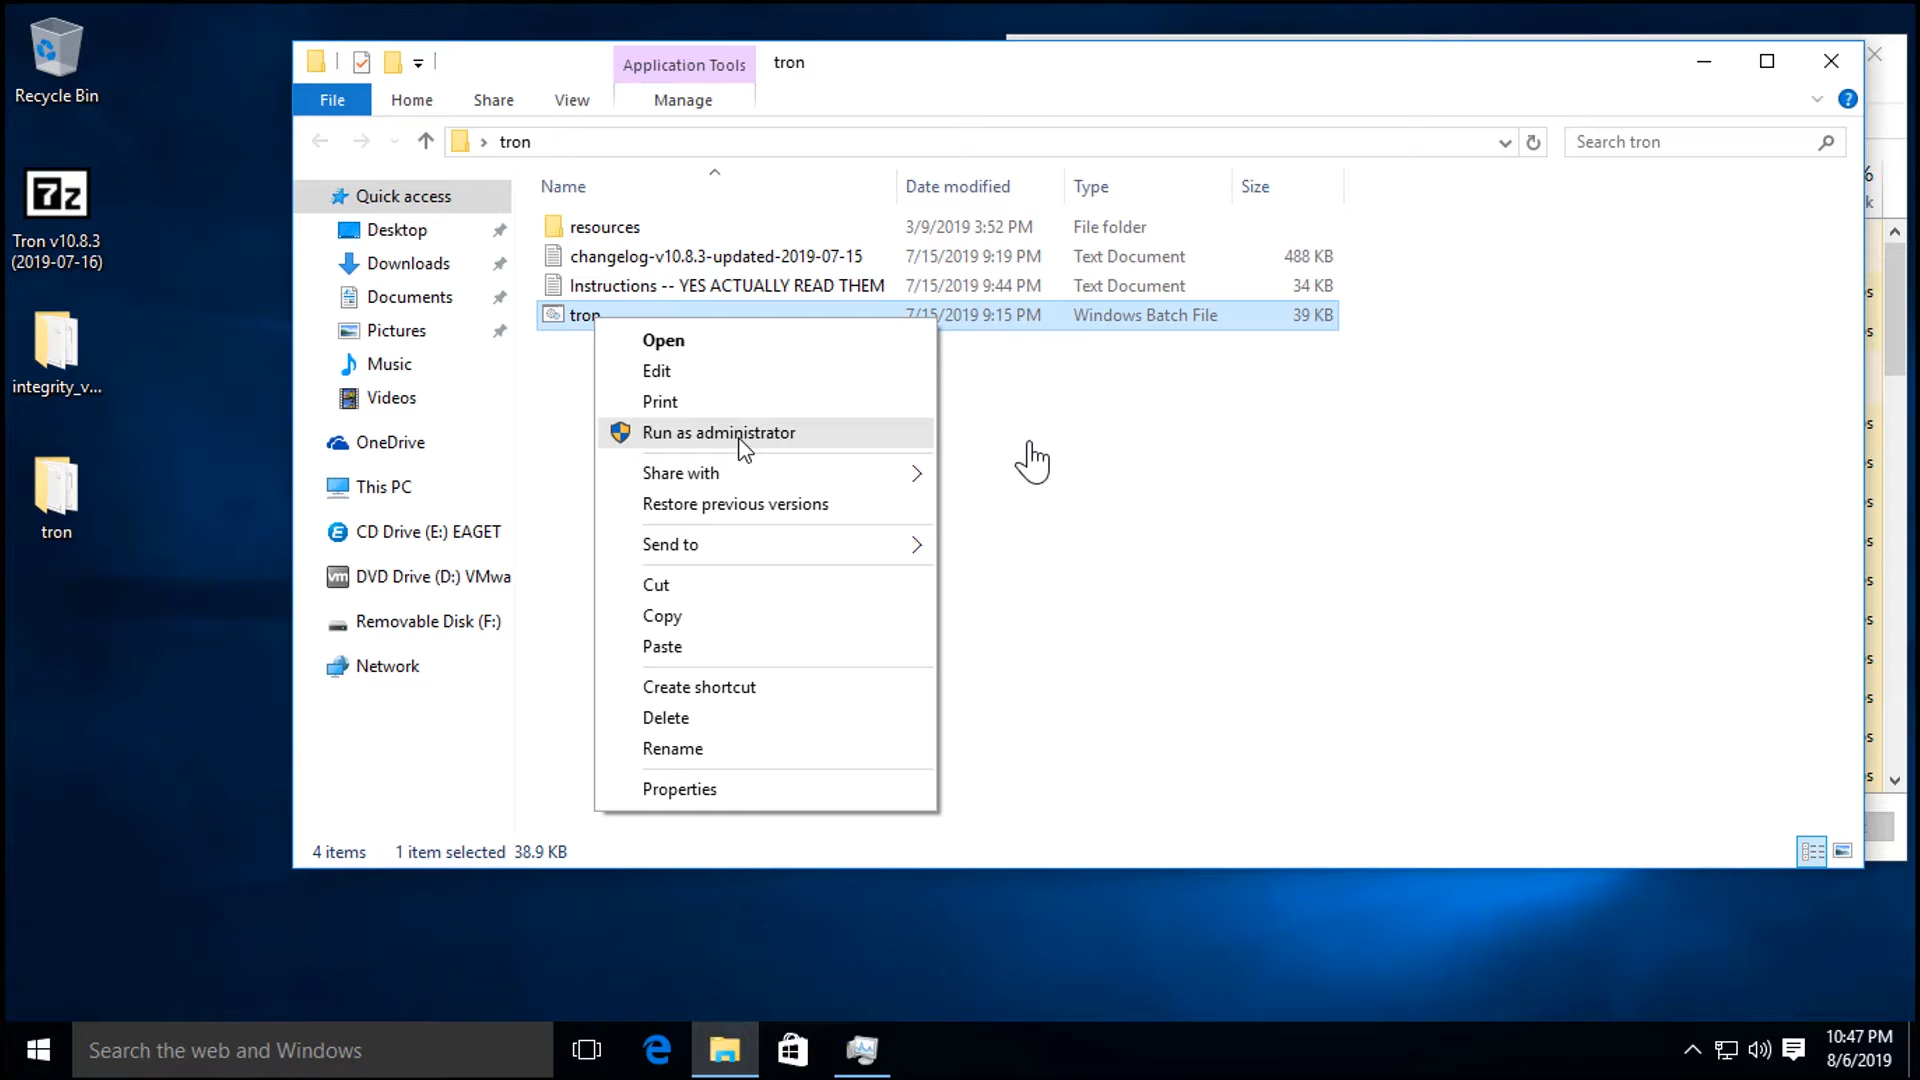 Recycle Bin
7z
Tron v10.8.3
(2019-07-16)
integrity_v...
tron
Application Tools
tron
File
Home
Share
View
Manage
tron
Search tron
Name
Date modified
Type
Size
resources
3/9/2019 3:52 PM
File folder
changelog-v10.8.3-updated-2019-07-15
7/15/2019 9:19 PM
Text Document
488 KB
Instructions -- YES ACTUALLY READ THEM
7/15/2019 9:44 PM
Text Document
34 KB
tron
7/15/2019 9:15 PM
Windows Batch File
39 KB
Quick access
Desktop
Downloads
Documents
Pictures
Music
Videos
OneDrive
This PC
CD Drive (E:) EAGET
DVD Drive (D:) VMwa
Removable Disk (F:)
Network
Open
Edit
Print
Run as administrator
Share with
Restore previous versions
Send to
Cut
Copy
Paste
Create shortcut
Delete
Rename
Properties
4 items
1 item selected 38.9 KB
Search the web and Windows
10:47 PM
8/6/2019